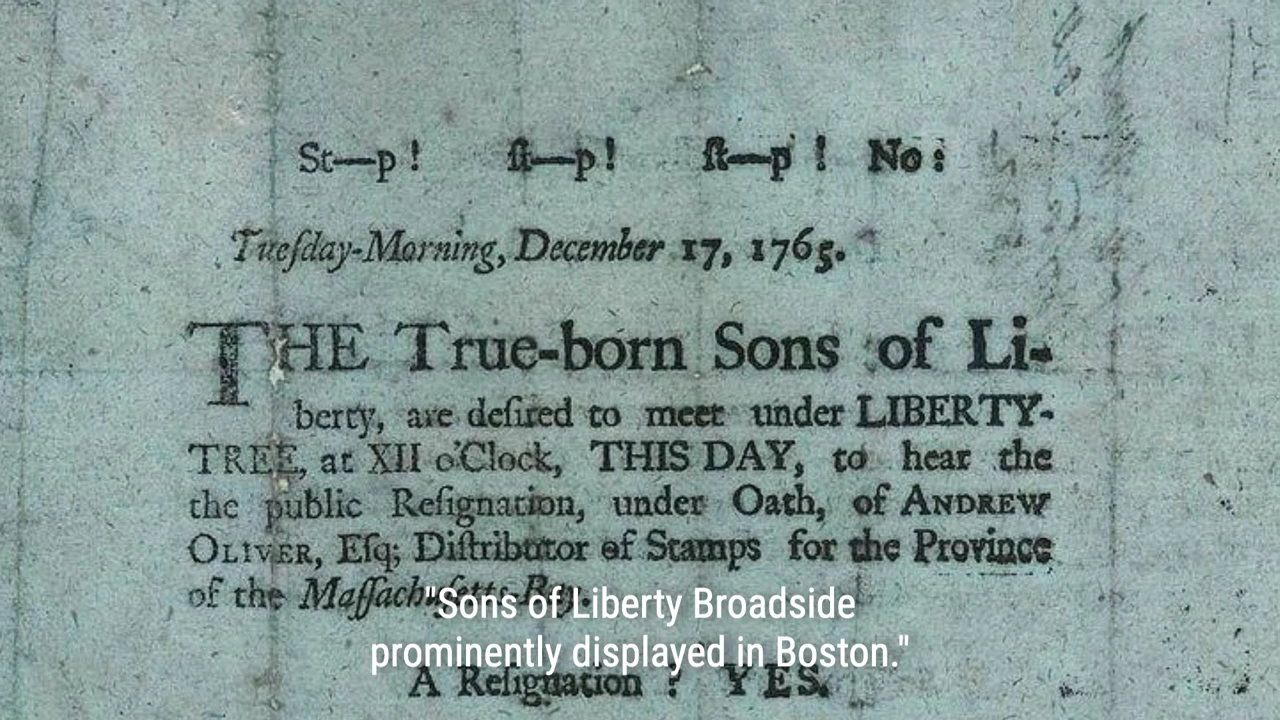 St—p! ſt—p! ſt—p! No:
Tueſday-Morning, December 17, 1765.
THE True-born Sons of Li-
berty, are deſired to meet under LIBERTY-
TREE, at XII o'Clock, THIS DAY, to hear the
the public Reſignation, under Oath, of ANDREW
OLIVER, Eſq; Diſtributor of Stamps for the Province
of the Maſſachuſetts-Bay.
"Sons of Liberty Broadside
prominently displayed in Boston."
A Reſignation? YES.